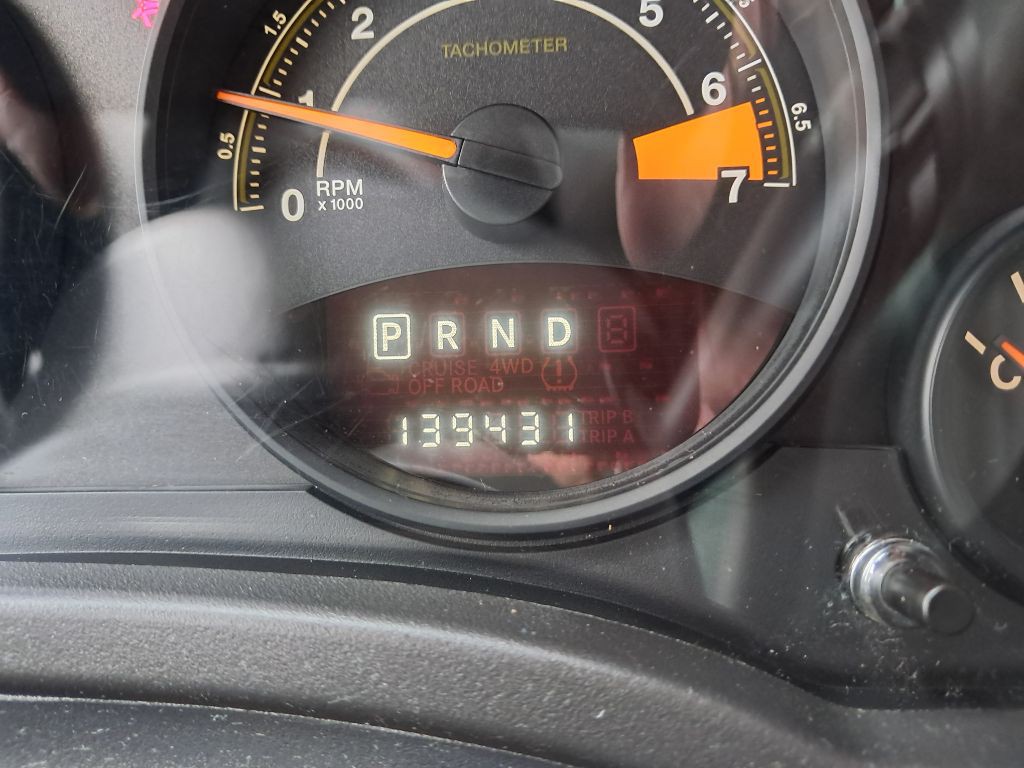 2
5
1.5
TACHOMETER
1
6
6.5
0.5
0
RPM
x 1000
7
P R N D 8
CRUISE 4WD
OFF ROAD
139431
TRIP B
TRIP A
C